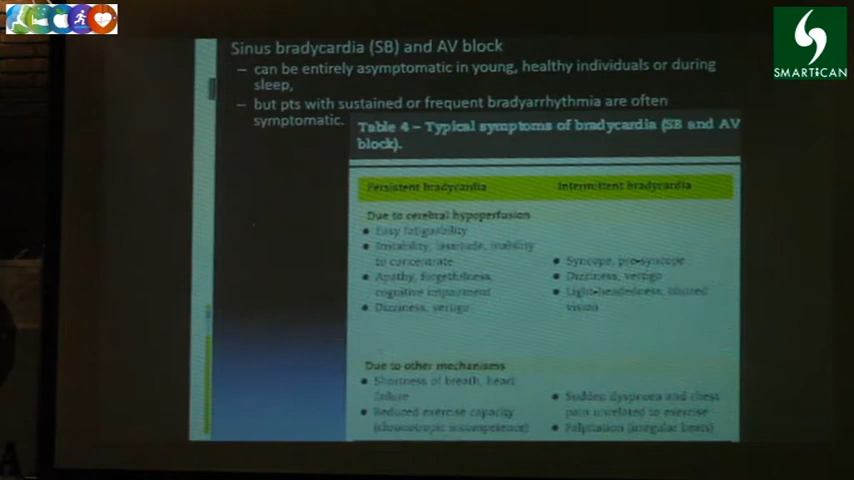 SMARTICAN
Sinus bradycardia (SB) and AV block
– can be entirely asymptomatic in young, healthy individuals or during
sleep,
– but pts with sustained or frequent bradyarrhythmia are often
symptomatic.
Table 4 – Typical symptoms of bradycardia (SB and AV
block).
Persistent bradycardia
Intermittent bradycardia
Due to cerebral hypoperfusion
● Easy fatigability
● Irritability, lassitude, inability
to concentrate
● Apathy, forgetfulness,
cognitive impairment
● Dizziness, vertigo
● Syncope, pre-syncope
● Dizziness, vertigo
● Light-headedness, blurred
vision
Due to other mechanisms
● Shortness of breath, heart
failure
● Reduced exercise capacity
(chronotropic incompetence)
● Sudden dyspnoea and chest
pain unrelated to exercise
● Palpitation (irregular beats)
A